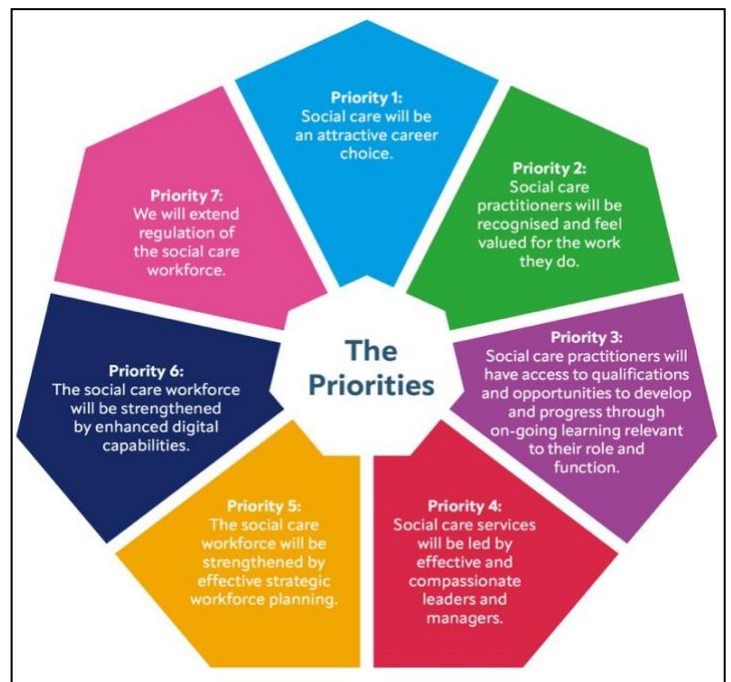 The
Priorities
Priority 1:
Social care will be
an attractive career
choice.
Priority 2:
Social care
practitioners will be
recognised and feel
valued for the work
they do.
Priority 3:
Social care practitioners will
have access to qualifications
and opportunities to develop
and progress through
on-going learning relevant
to their role and
function.
Priority 4:
Social care services
will be led by
effective and
compassionate
leaders and
managers.
Priority 5:
The social care
workforce will be
strengthened by
effective strategic
workforce planning.
Priority 6:
The social care workforce
will be strengthened
by enhanced digital
capabilities.
Priority 7:
We will extend
regulation of
the social care
workforce.